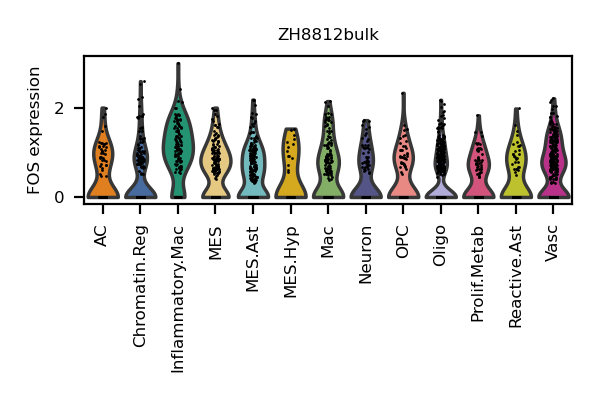 ZH8812bulk
FOS expression
2
0
AC
Chromatin.Reg
Inflammatory.Mac
MES
MES.Ast
MES.Hyp
Mac
Neuron
OPC
Oligo
Prolif.Metab
Reactive.Ast
Vasc